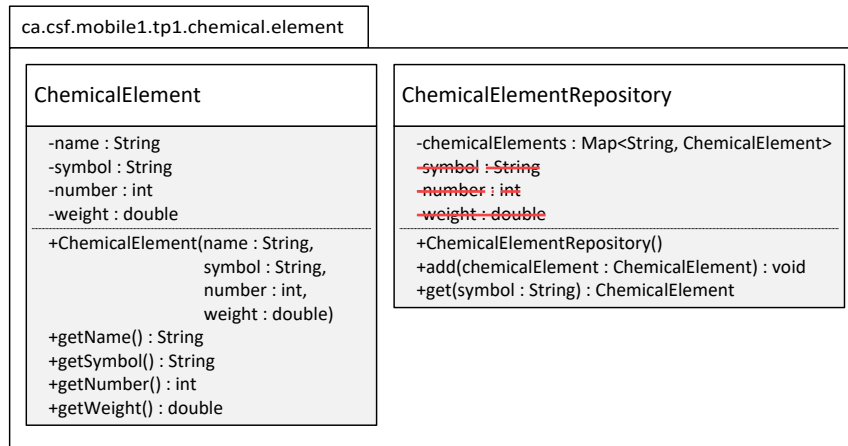 ca.csf.mobile1.tp1.chemical.element
ChemicalElement
-name : String
-symbol : String
-number : int
-weight : double
+ChemicalElement(name : String,
symbol : String,
number : int,
weight : double)
+getName() : String
+getSymbol() : String
+getNumber() : int
+getWeight() : double
ChemicalElementRepository
-chemicalElements : Map<String, ChemicalElement>
-symbol : String
-number : int
-weight : double
+ChemicalElementRepository()
+add(chemicalElement : ChemicalElement) : void
+get(symbol : String) : ChemicalElement